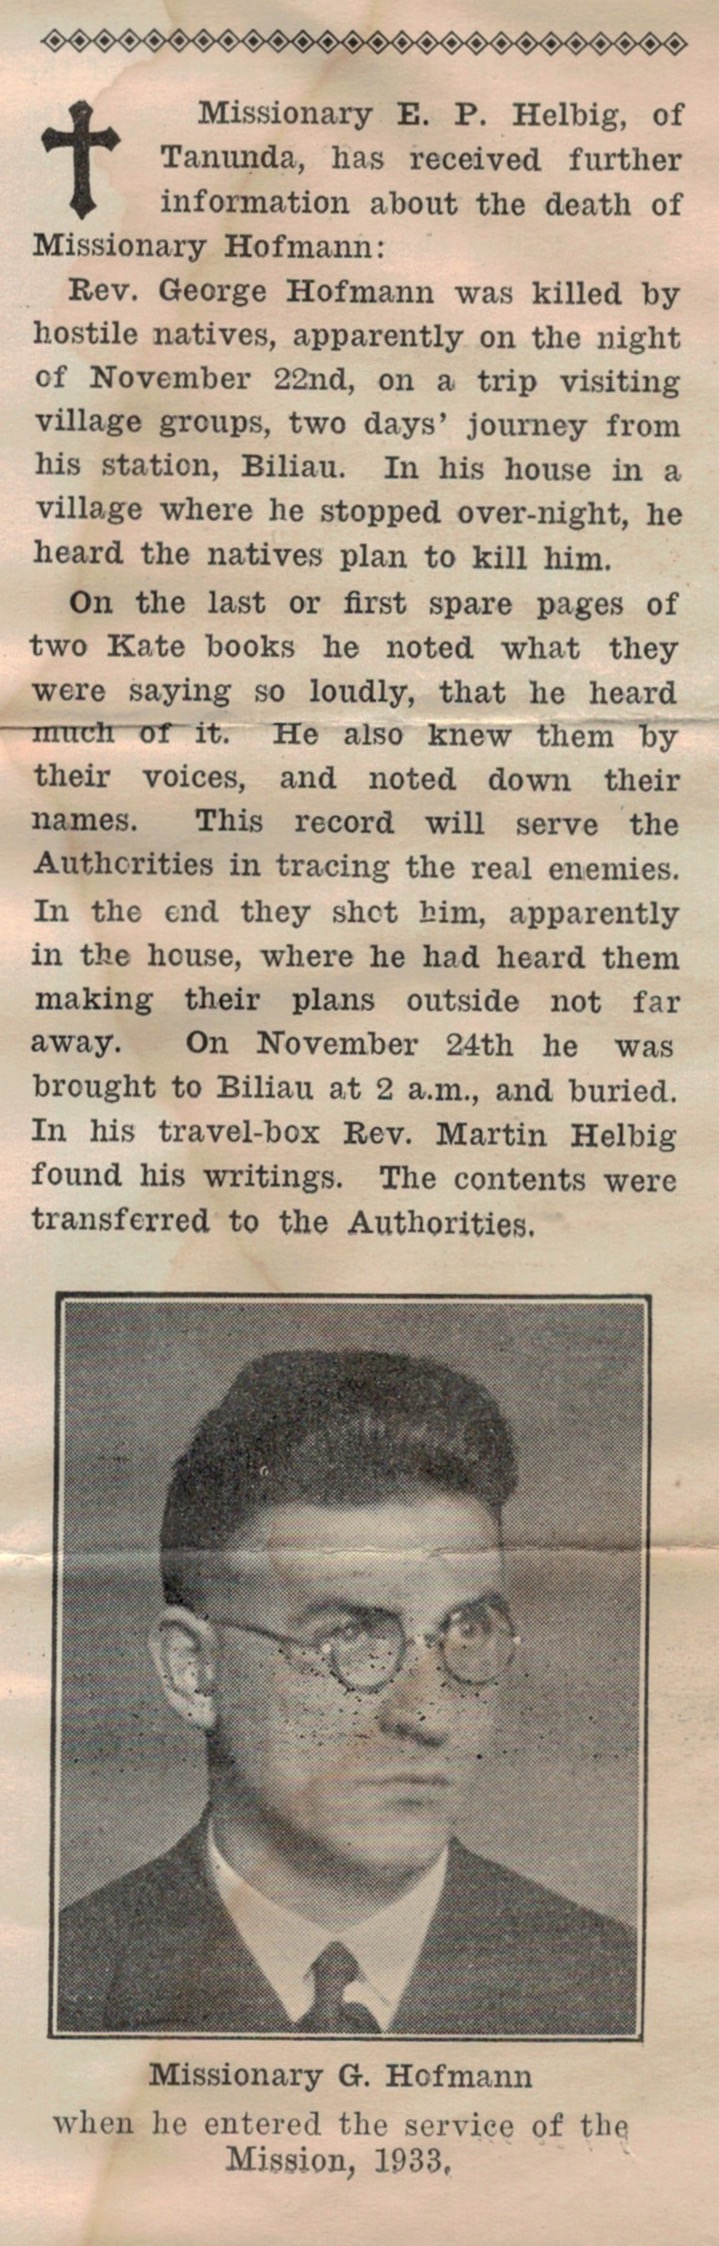 Missionary E. P. Helbig, of
Tanunda, has received further
information about the death of
Missionary Hofmann:
Rev. George Hofmann was killed by
hostile natives, apparently on the night
of November 22nd, on a trip visiting
village groups, two days' journey from
his station, Biliau. In his house in a
village where he stopped over-night, he
heard the natives plan to kill him.
On the last or first spare pages of
two Kate books he noted what they
were saying so loudly, that he heard
much of it. He also knew them by
their voices, and noted down their
names. This record will serve the
Authorities in tracing the real enemies.
In the end they shot him, apparently
in the house, where he had heard them
making their plans outside not far
away. On November 24th he was
brought to Biliau at 2 a.m., and buried.
In his travel-box Rev. Martin Helbig
found his writings. The contents were
transferred to the Authorities.
Missionary G. Hofmann
when he entered the service of the
Mission, 1933.